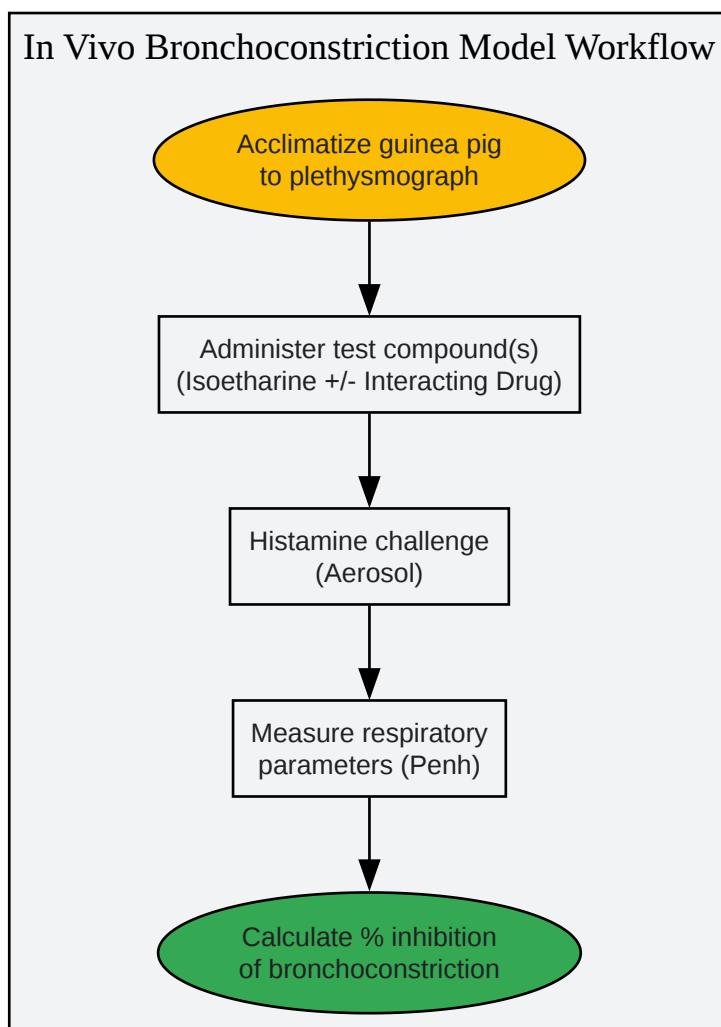 In Vivo Bronchoconstriction Model Workflow
Acclimatize guinea pig
to plethysmograph
Administer test compound(s)
(Isoetharine +/- Interacting Drug)
Histamine challenge
(Aerosol)
Measure respiratory
parameters (Penh)
Calculate % inhibition
of bronchoconstriction